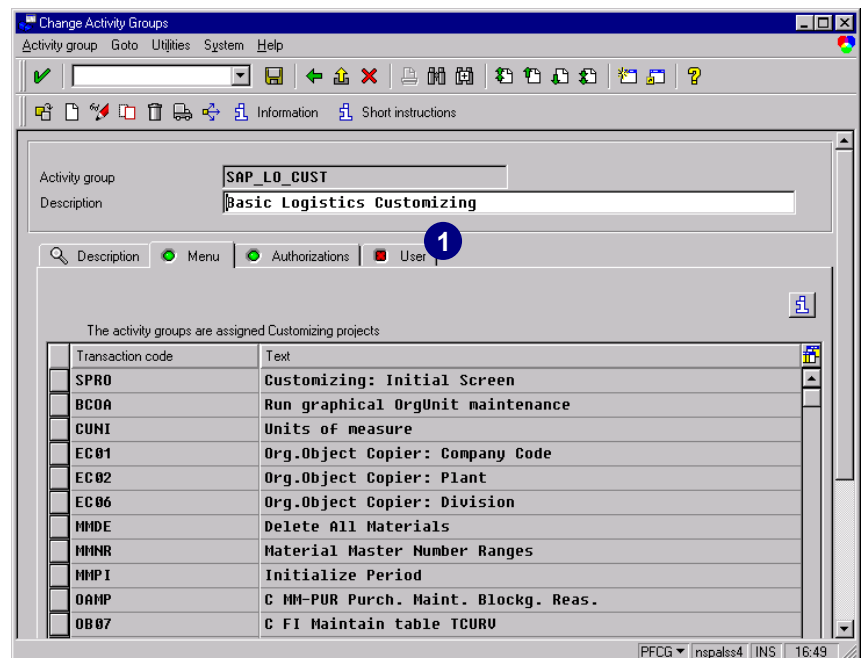 Change Activity Groups
Activity group Goto Utilities System Help
Information Short instructions
Activity group SAP_LO_CUST
Description Basic Logistics Customizing
1
Description Menu Authorizations User
The activity groups are assigned Customizing projects
Transaction code Text
SPRO Customizing: Initial Screen
BCOA Run graphical OrgUnit maintenance
CUNI Units of measure
EC01 Org.Object Copier: Company Code
EC02 Org.Object Copier: Plant
EC06 Org.Object Copier: Division
MMDE Delete All Materials
MMNR Material Master Number Ranges
MMPI Initialize Period
OAMP C MM-PUR Purch. Maint. Blockg. Reas.
OB07 C FI Maintain table TCURV
PFCG nspalss4 INS 16:49